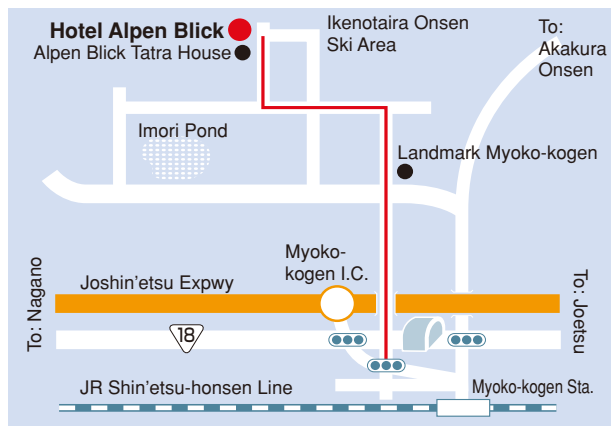 Hotel Alpen Blick
Alpen Blick Tatra House
Ikenotaira Onsen
Ski Area
To:
Akakura
Onsen
Imori Pond
Landmark Myoko-kogen
Myoko-
kogen I.C.
Joshin'etsu Expwy
To: Nagano
To: Joetsu
18
JR Shin'etsu-honsen Line
Myoko-kogen Sta.